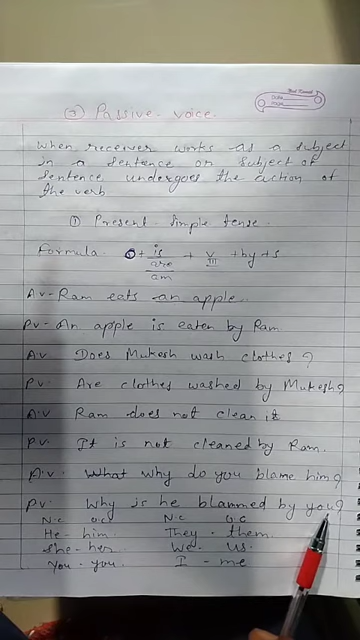 ② Passive voice.
when receiver works as a subject
in a sentence or subject of
sentence undergoes the action of
the verb
① Present Simple tense.
Formula. O + is/are/am + V III + by + s
A.V - Ram eats an apple.
P.V - An apple is eaten by Ram.
A.V Does Mukesh wash clothes?
P.V. Are clothes washed by Mukesh?
A.V Ram does not clean it
P.V. It is not cleaned by Ram.
A.V. What why do you blame him?
P.V. Why is he blammed by you?
N.C O.C N.C O.C
He - him. They - them.
She - her. We - us.
You - you. I - me